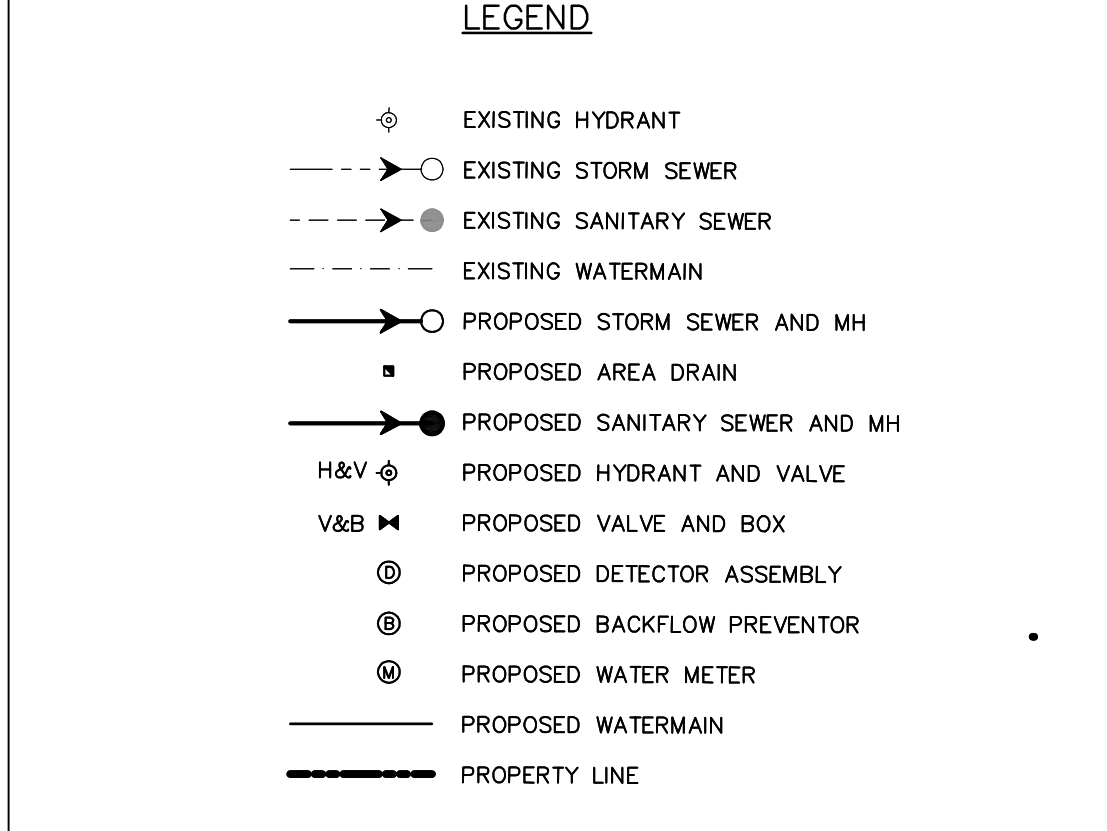 LEGEND
EXISTING HYDRANT
EXISTING STORM SEWER
EXISTING SANITARY SEWER
EXISTING WATERMAIN
PROPOSED STORM SEWER AND MH
PROPOSED AREA DRAIN
PROPOSED SANITARY SEWER AND MH
H&V PROPOSED HYDRANT AND VALVE
V&B PROPOSED VALVE AND BOX
D PROPOSED DETECTOR ASSEMBLY
B PROPOSED BACKFLOW PREVENTOR
M PROPOSED WATER METER
PROPOSED WATERMAIN
PROPERTY LINE